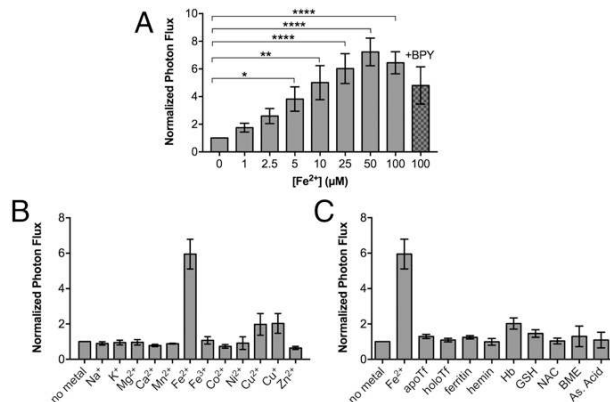 A
Normalized Photon Flux
10
8
6
4
2
0
****
****
****
**
*
+BPY
0 1 2.5 5 10 25 50 100 100
[Fe²⁺] (µM)
B
Normalized Photon Flux
8
6
4
2
0
no metal Na⁺ K⁺ Mg²⁺ Ca²⁺ Mn²⁺ Fe²⁺ Fe³⁺ Co²⁺ Ni²⁺ Cu²⁺ Cu⁺ Zn²⁺
C
Normalized Photon Flux
8
6
4
2
0
no metal Fe²⁺ apoTf holoTf ferritin hemin Hb GSH NAC BME As. Acid